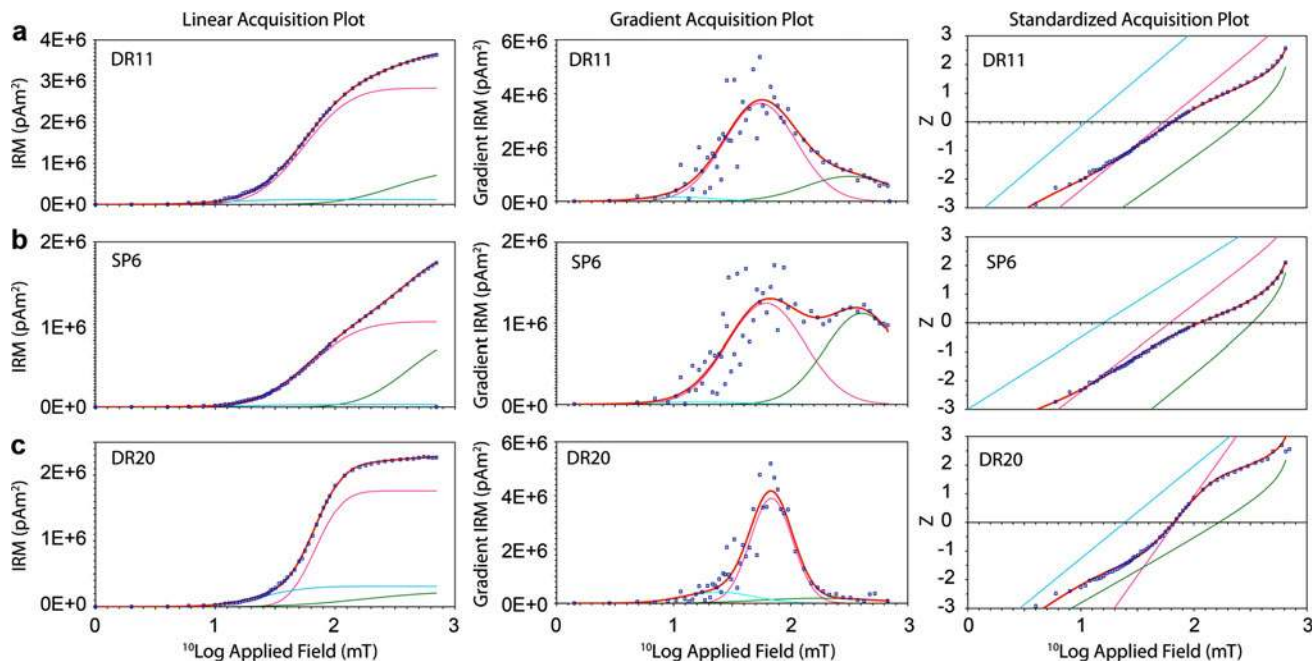 Linear Acquisition Plot
Gradient Acquisition Plot
Standardized Acquisition Plot
a
DR11
IRM (pAm²)
4E+6
3E+6
2E+6
1E+6
0E+0
DR11
Gradient IRM (pAm²)
6E+6
4E+6
2E+6
0E+0
DR11
Z
3
2
1
0
-1
-2
-3
b
SP6
IRM (pAm²)
2E+6
1E+6
0E+0
SP6
Gradient IRM (pAm²)
2E+6
1E+6
0E+0
SP6
Z
3
2
1
0
-1
-2
-3
c
DR20
IRM (pAm²)
2E+6
1E+6
0E+0
0 1 2 3
¹⁰Log Applied Field (mT)
DR20
Gradient IRM (pAm²)
6E+6
4E+6
2E+6
0E+0
0 1 2 3
¹⁰Log Applied Field (mT)
DR20
Z
3
2
1
0
-1
-2
-3
0 1 2 3
¹⁰Log Applied Field (mT)